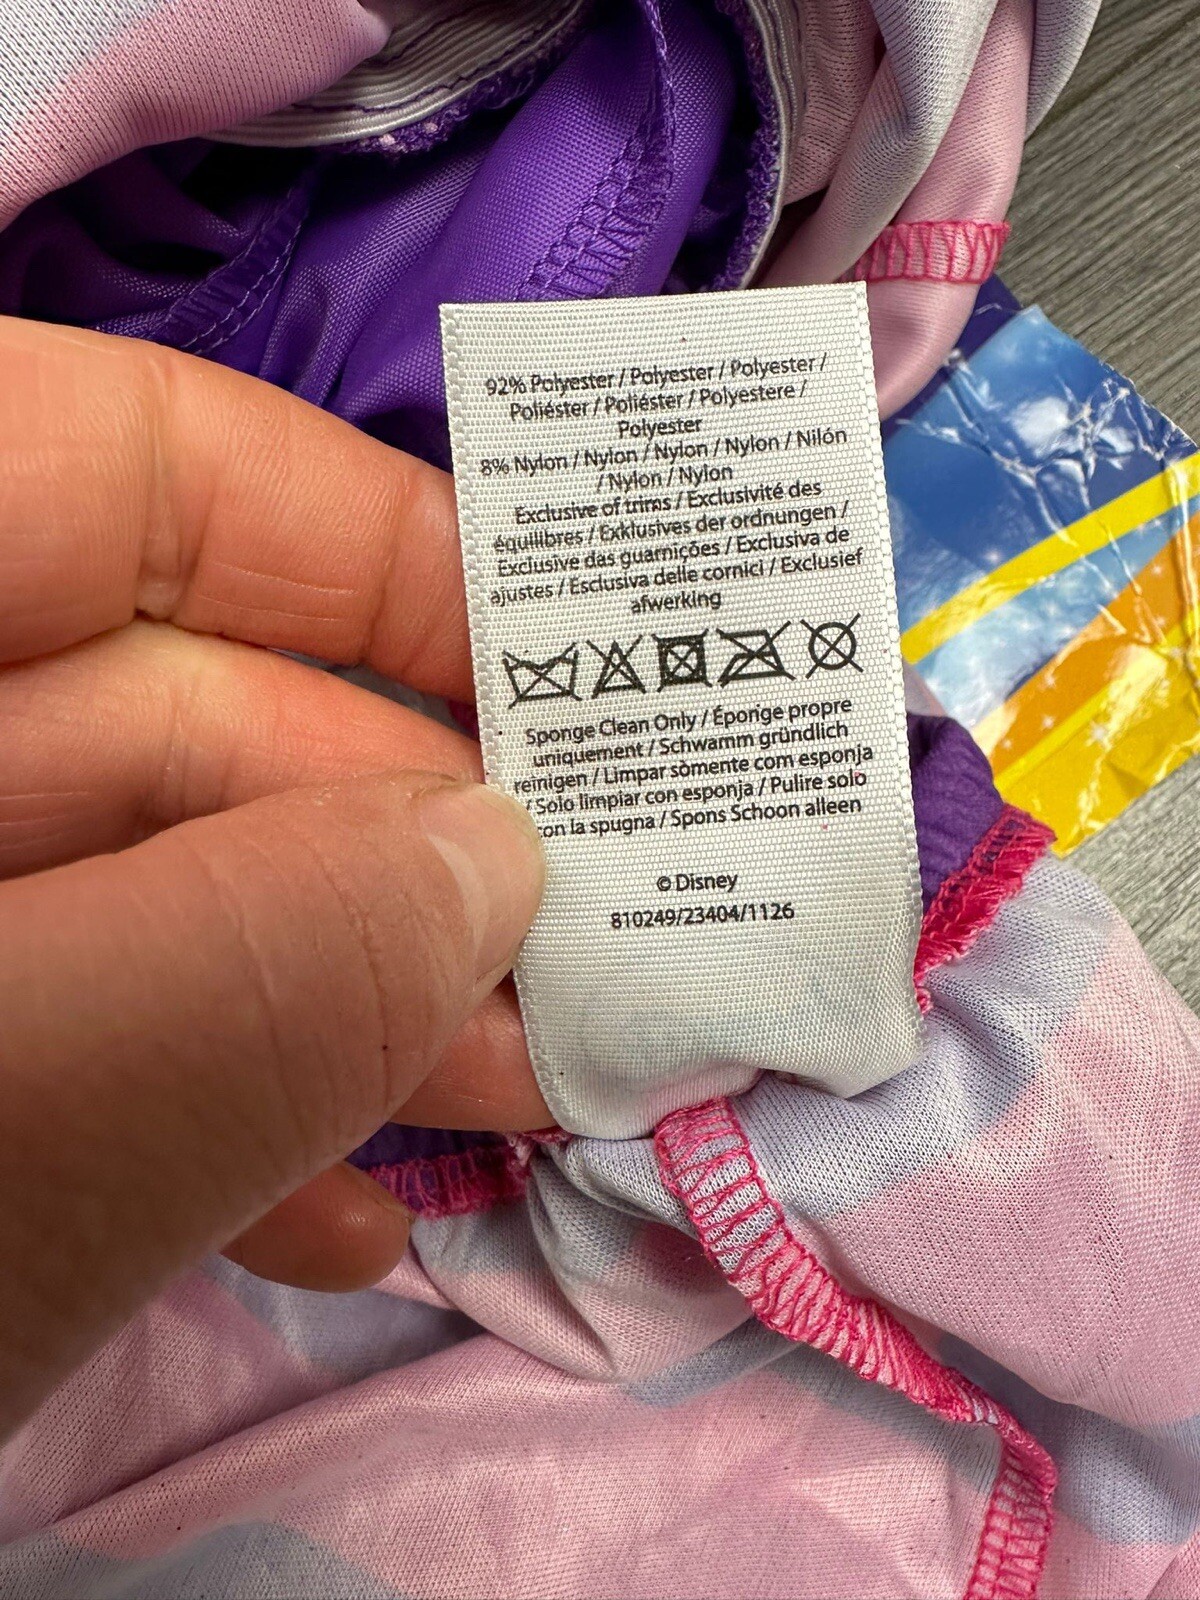 92% Polyester / Polyester / Polyester /
Poliéster / Poliéster / Polyestere /
Polyester
8% Nylon / Nylon / Nylon / Nylon / Nilón
/ Nylon / Nylon
Exclusive of trims / Exclusivité des
équilibres / Exklusives der ordnungen /
Exclusive das guarnições / Exclusiva de
ajustes / Esclusiva delle cornici / Exclusief
afwerking
Sponge Clean Only / Éponge propre
uniquement / Schwamm gründlich
reinigen / Limpar sòmente com esponja
/ Solo limpiar con esponja / Pulire solo
con la spugna / Spons Schoon alleen
© Disney
810249/23404/1126